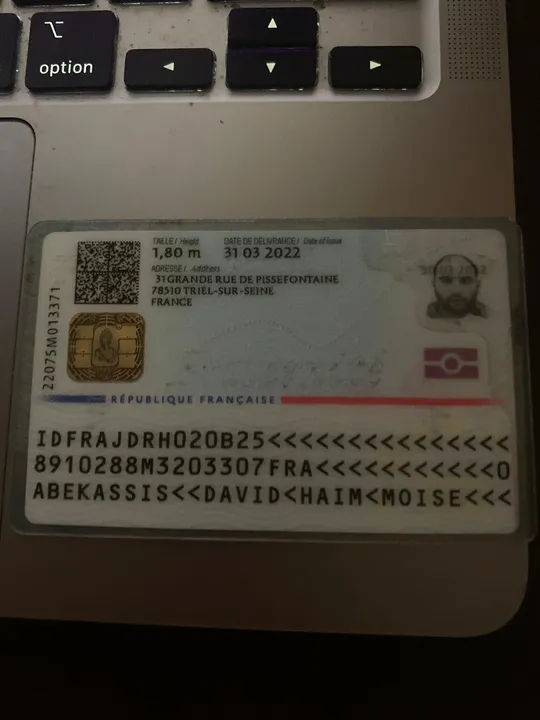 option
TAILLE / Height
1,80 m
DATE DE DÉLIVRANCE / Date of issue
31 03 2022
ADRESSE / Address
31GRANDE RUE DE PISSEFONTAINE
78510 TRIEL-SUR-SEINE
FRANCE
22075M013371
RÉPUBLIQUE FRANÇAISE
IDFRAJDRH020B25<<<<<<<<<<<<<<<
8910288M3203307FRA<<<<<<<<<<<0
ABEKASSIS<<DAVID<HAIM<MOISE<<<